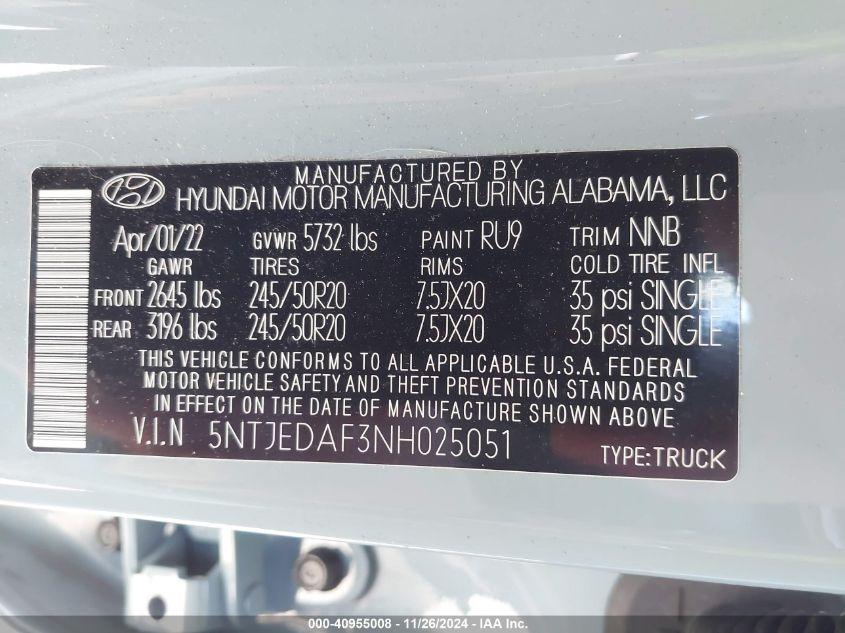 MANUFACTURED BY
HYUNDAI MOTOR MANUFACTURING ALABAMA, LLC
Apr/01/22 GVWR 5732 lbs PAINT RU9 TRIM NNB
GAWR TIRES RIMS COLD TIRE INFL
FRONT 2645 lbs 245/50R20 7.5JX20 35 psi SINGLE
REAR 3196 lbs 245/50R20 7.5JX20 35 psi SINGLE
THIS VEHICLE CONFORMS TO ALL APPLICABLE U.S.A. FEDERAL
MOTOR VEHICLE SAFETY AND THEFT PREVENTION STANDARDS
IN EFFECT ON THE DATE OF MANUFACTURE SHOWN ABOVE
V.I.N 5NTJEDAF3NH025051
TYPE:TRUCK
000-40955008 - 11/26/2024 - IAA Inc.